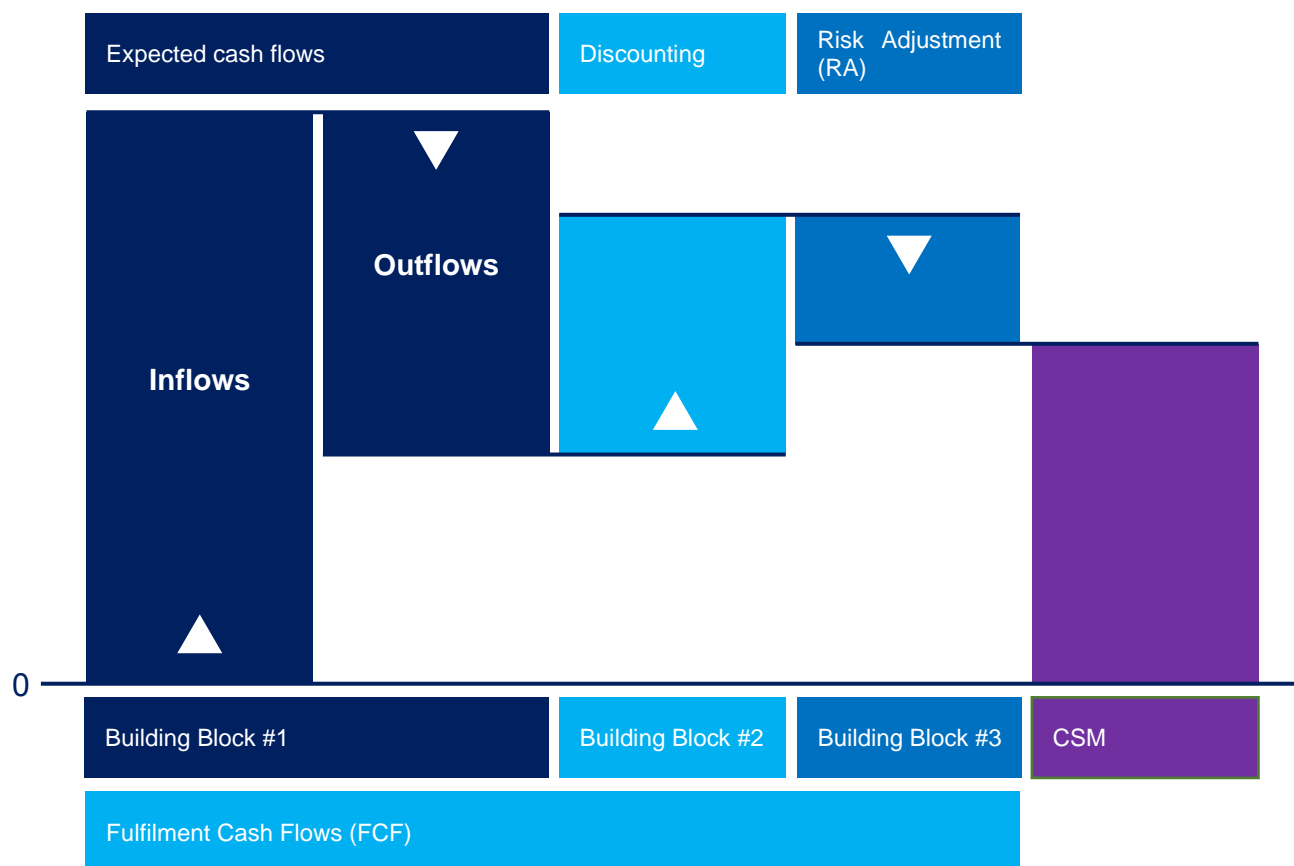 Expected cash flows
Discounting
Risk Adjustment
(RA)
Outflows
Inflows
0
Building Block #1
Building Block #2
Building Block #3
CSM
Fulfilment Cash Flows (FCF)